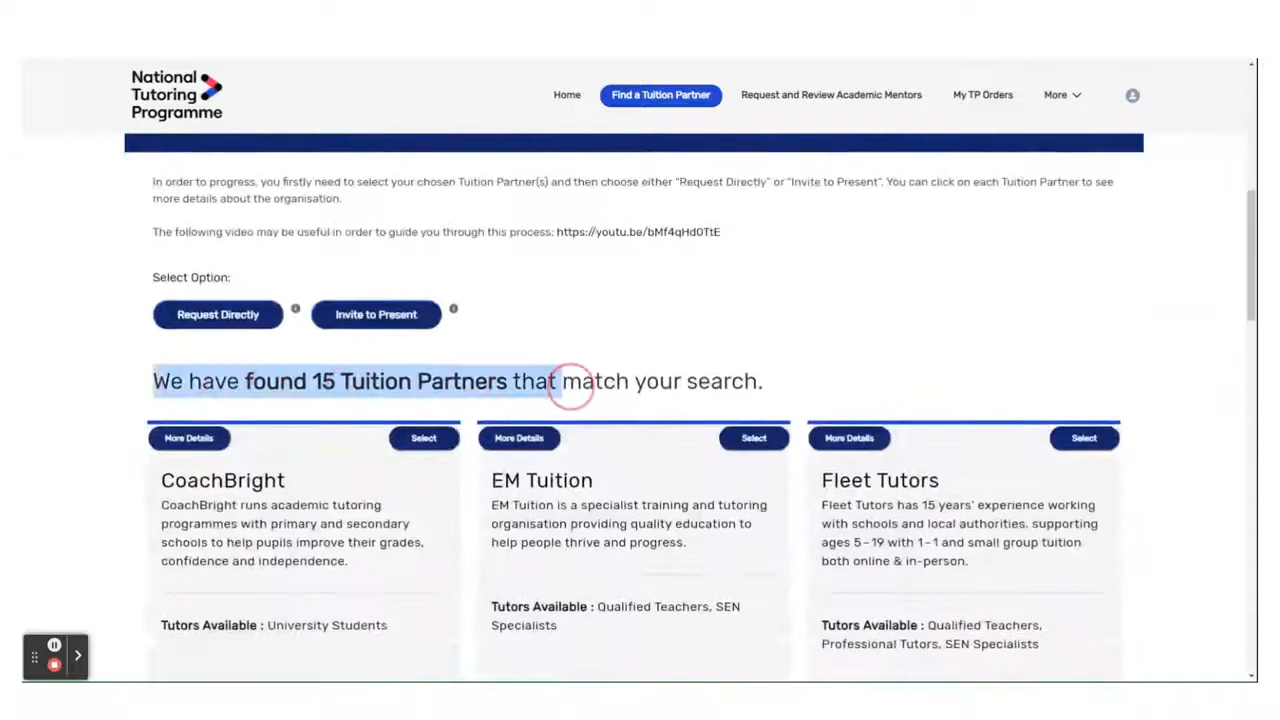 National
Tutoring
Programme
Home
Find a Tuition Partner
Request and Review Academic Mentors
My TP Orders
More
In order to progress, you firstly need to select your chosen Tuition Partner(s) and then choose either “Request Directly” or “Invite to Present”. You can click on each Tuition Partner to see
more details about the organisation.
The following video may be useful in order to guide you through this process: https://youtu.be/bMf4qHd0TtE
Select Option:
Request Directly
Invite to Present
We have found 15 Tuition Partners that match your search.
More Details
Select
CoachBright
CoachBright runs academic tutoring
programmes with primary and secondary
schools to help pupils improve their grades,
confidence and independence.
Tutors Available : University Students
More Details
Select
EM Tuition
EM Tuition is a specialist training and tutoring
organisation providing quality education to
help people thrive and progress.
Tutors Available : Qualified Teachers, SEN
Specialists
More Details
Select
Fleet Tutors
Fleet Tutors has 15 years’ experience working
with schools and local authorities. supporting
ages 5–19 with 1–1 and small group tuition
both online & in-person.
Tutors Available : Qualified Teachers,
Professional Tutors, SEN Specialists